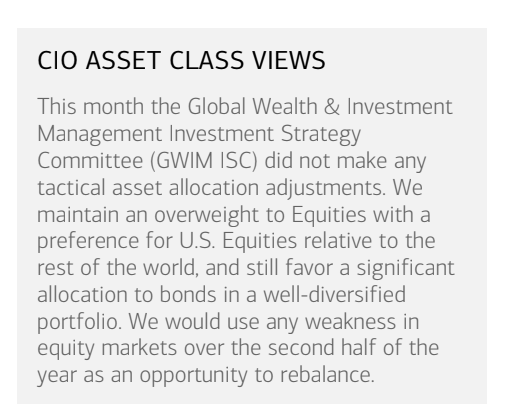 CIO ASSET CLASS VIEWS
This month the Global Wealth & Investment
Management Investment Strategy
Committee (GWIM ISC) did not make any
tactical asset allocation adjustments. We
maintain an overweight to Equities with a
preference for U.S. Equities relative to the
rest of the world, and still favor a significant
allocation to bonds in a well-diversified
portfolio. We would use any weakness in
equity markets over the second half of the
year as an opportunity to rebalance.